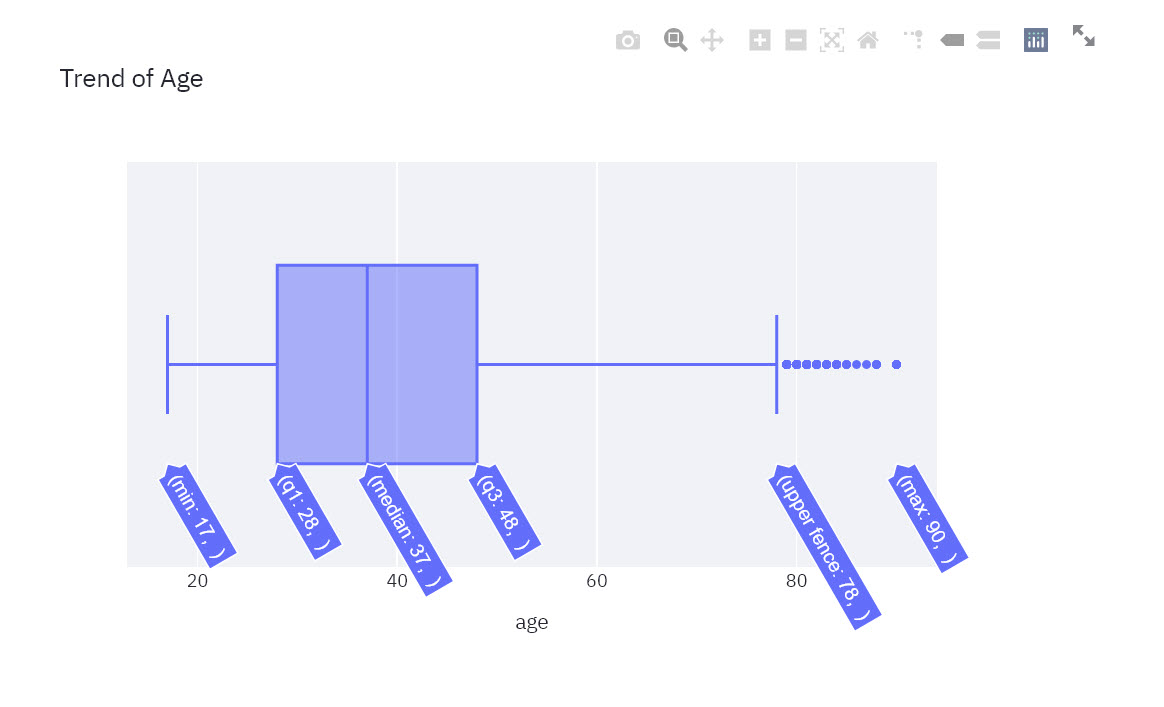 Trend of Age
(min: 17,  )
(q1: 28,  )
(median: 37,  )
(q3: 48,  )
(upper fence: 78,  )
(max: 90,  )
20 40 60 80
age